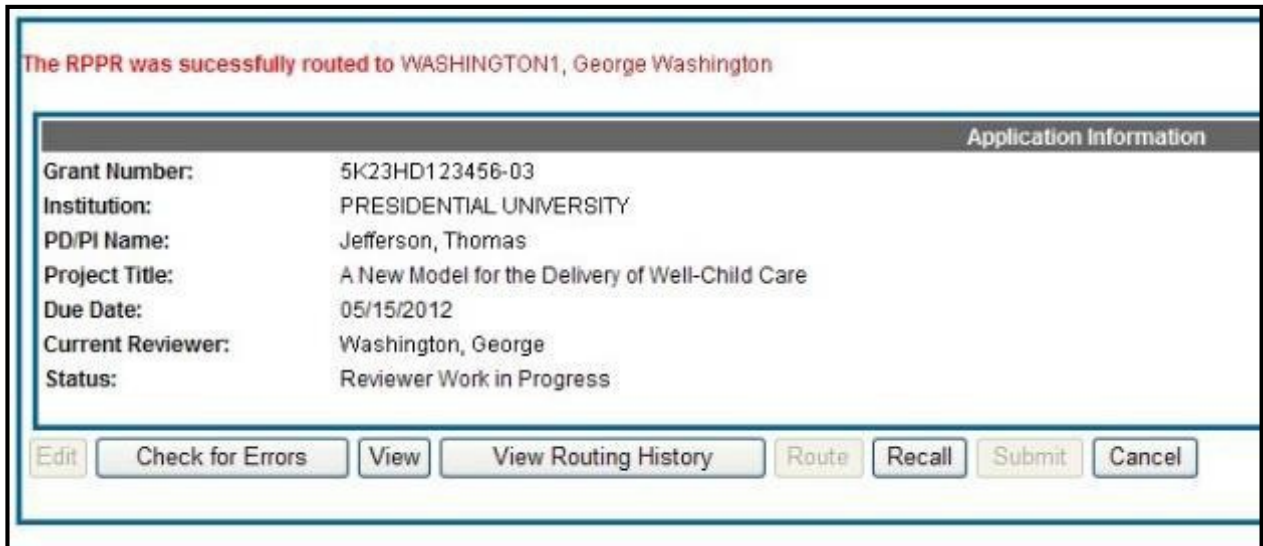 The RPPR was sucessfully routed to WASHINGTON1, George Washington
Application Information
Grant Number: 5K23HD123456-03
Institution: PRESIDENTIAL UNIVERSITY
PD/PI Name: Jefferson, Thomas
Project Title: A New Model for the Delivery of Well-Child Care
Due Date: 05/15/2012
Current Reviewer: Washington, George
Status: Reviewer Work in Progress
Edit Check for Errors View View Routing History Route Recall Submit Cancel